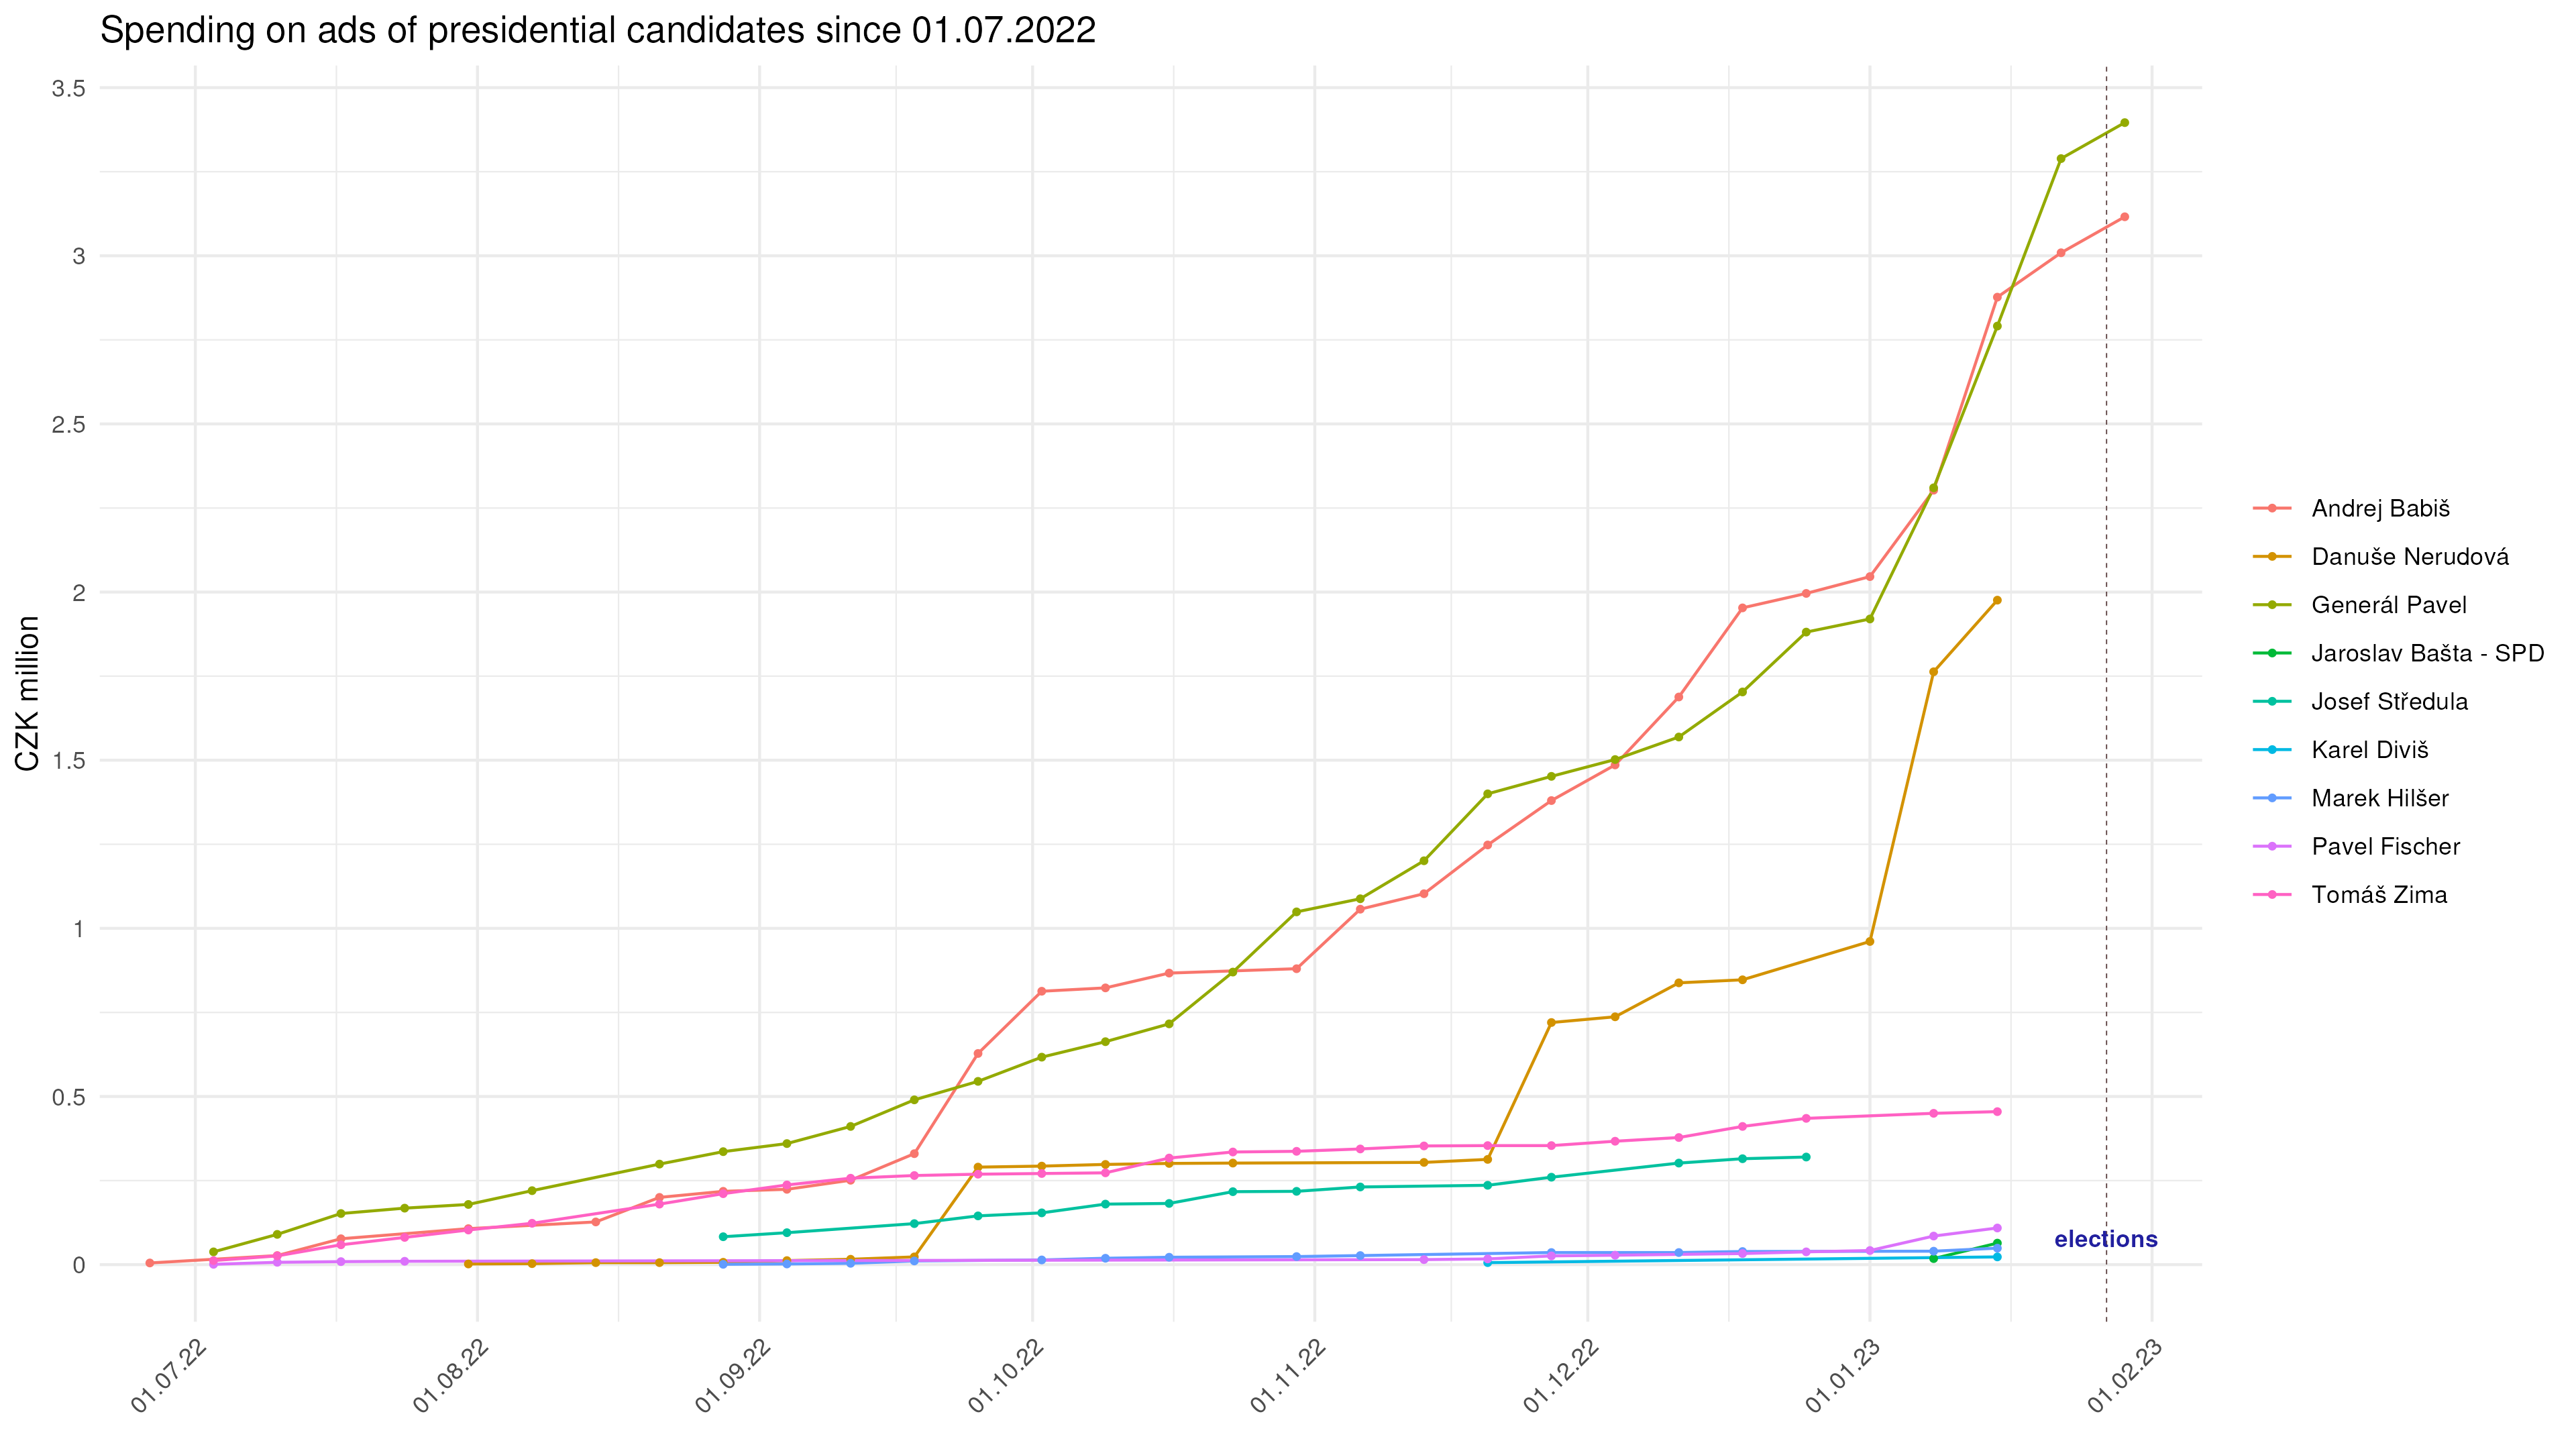 Spending on ads of presidential candidates since 01.07.2022
CZK million
3.5
3
2.5
2
1.5
1
0.5
0
01.07.22
01.08.22
01.09.22
01.10.22
01.11.22
01.12.22
01.01.23
01.02.23
elections
Andrej Babiš
Danuše Nerudová
Generál Pavel
Jaroslav Bašta - SPD
Josef Středula
Karel Diviš
Marek Hilšer
Pavel Fischer
Tomáš Zima